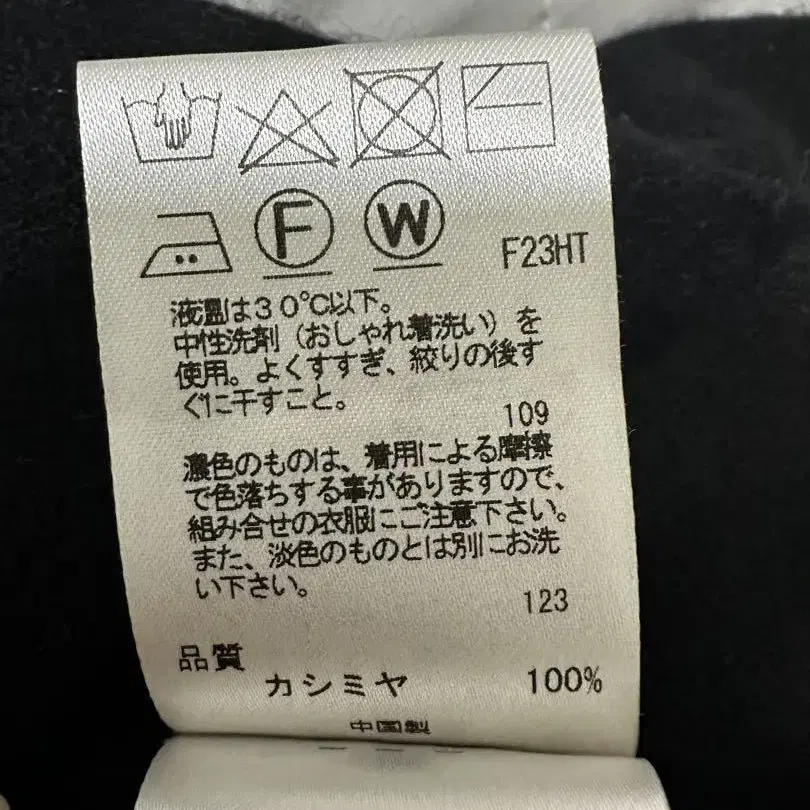 F
W
F23HT
液温は30℃以下。
中性洗剤(おしゃれ着洗い)を
使用。よくすすぎ、絞りの後す
ぐに干すこと。
109
濃色のものは、着用による摩擦
で色落ちする事がありますので、
組み合せの衣服にご注意下さい。
また、淡色のものとは別にお洗
い下さい。
123
品質
カシミヤ 100%
中国製